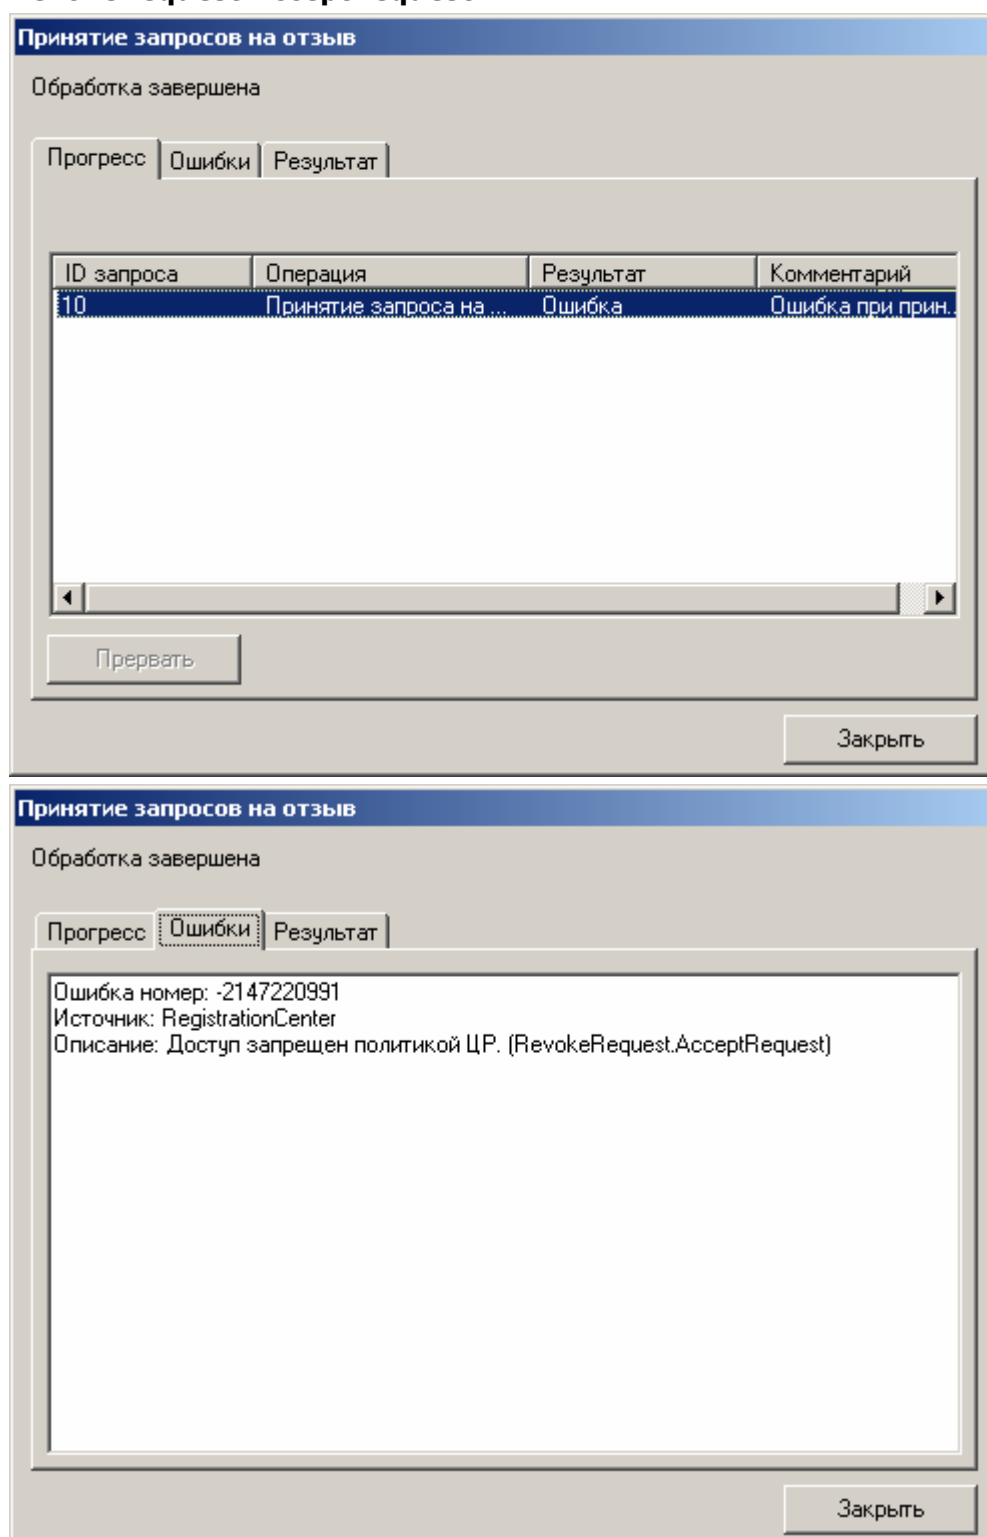 Принятие запросов на отзыв
Обработка завершена
Прогресс Ошибки Результат
ID запроса Операция Результат Комментарий
10 Принятие запроса на ... Ошибка Ошибка при прин...
Прервать
Закрыть
Принятие запросов на отзыв
Обработка завершена
Прогресс Ошибки Результат
Ошибка номер: -2147220991
Источник: RegistrationCenter
Описание: Доступ запрещен политикой ЦР. (RevokeRequest.AcceptRequest)
Закрыть